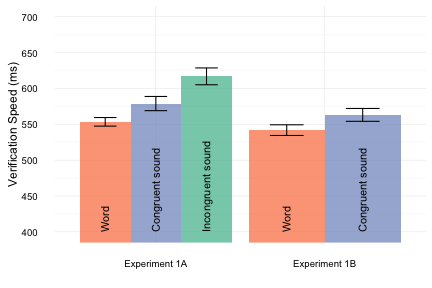 Verification Speed (ms)
700
650
600
550
500
450
400
Word
Congruent sound
Incongruent sound
Word
Congruent sound
Experiment 1A
Experiment 1B